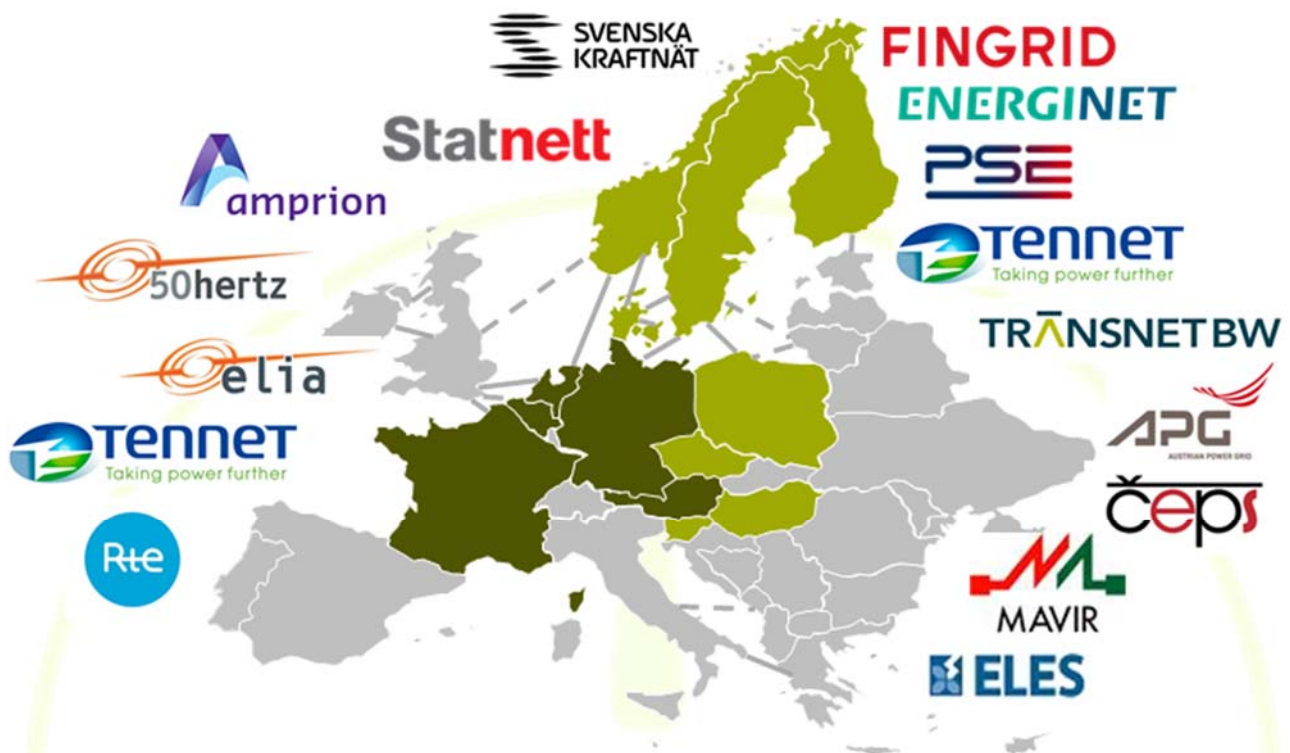 SVENSKA
KRAFTNÄT
FINGRID
ENERGINET
Statnett
PSE
amprion
TENNET
Taking power further
50hertz
TRĀNSNET BW
elia
APG
AUSTRIAN POWER GRID
TENNET
Taking power further
čeps
Rte
MAVIR
ELES